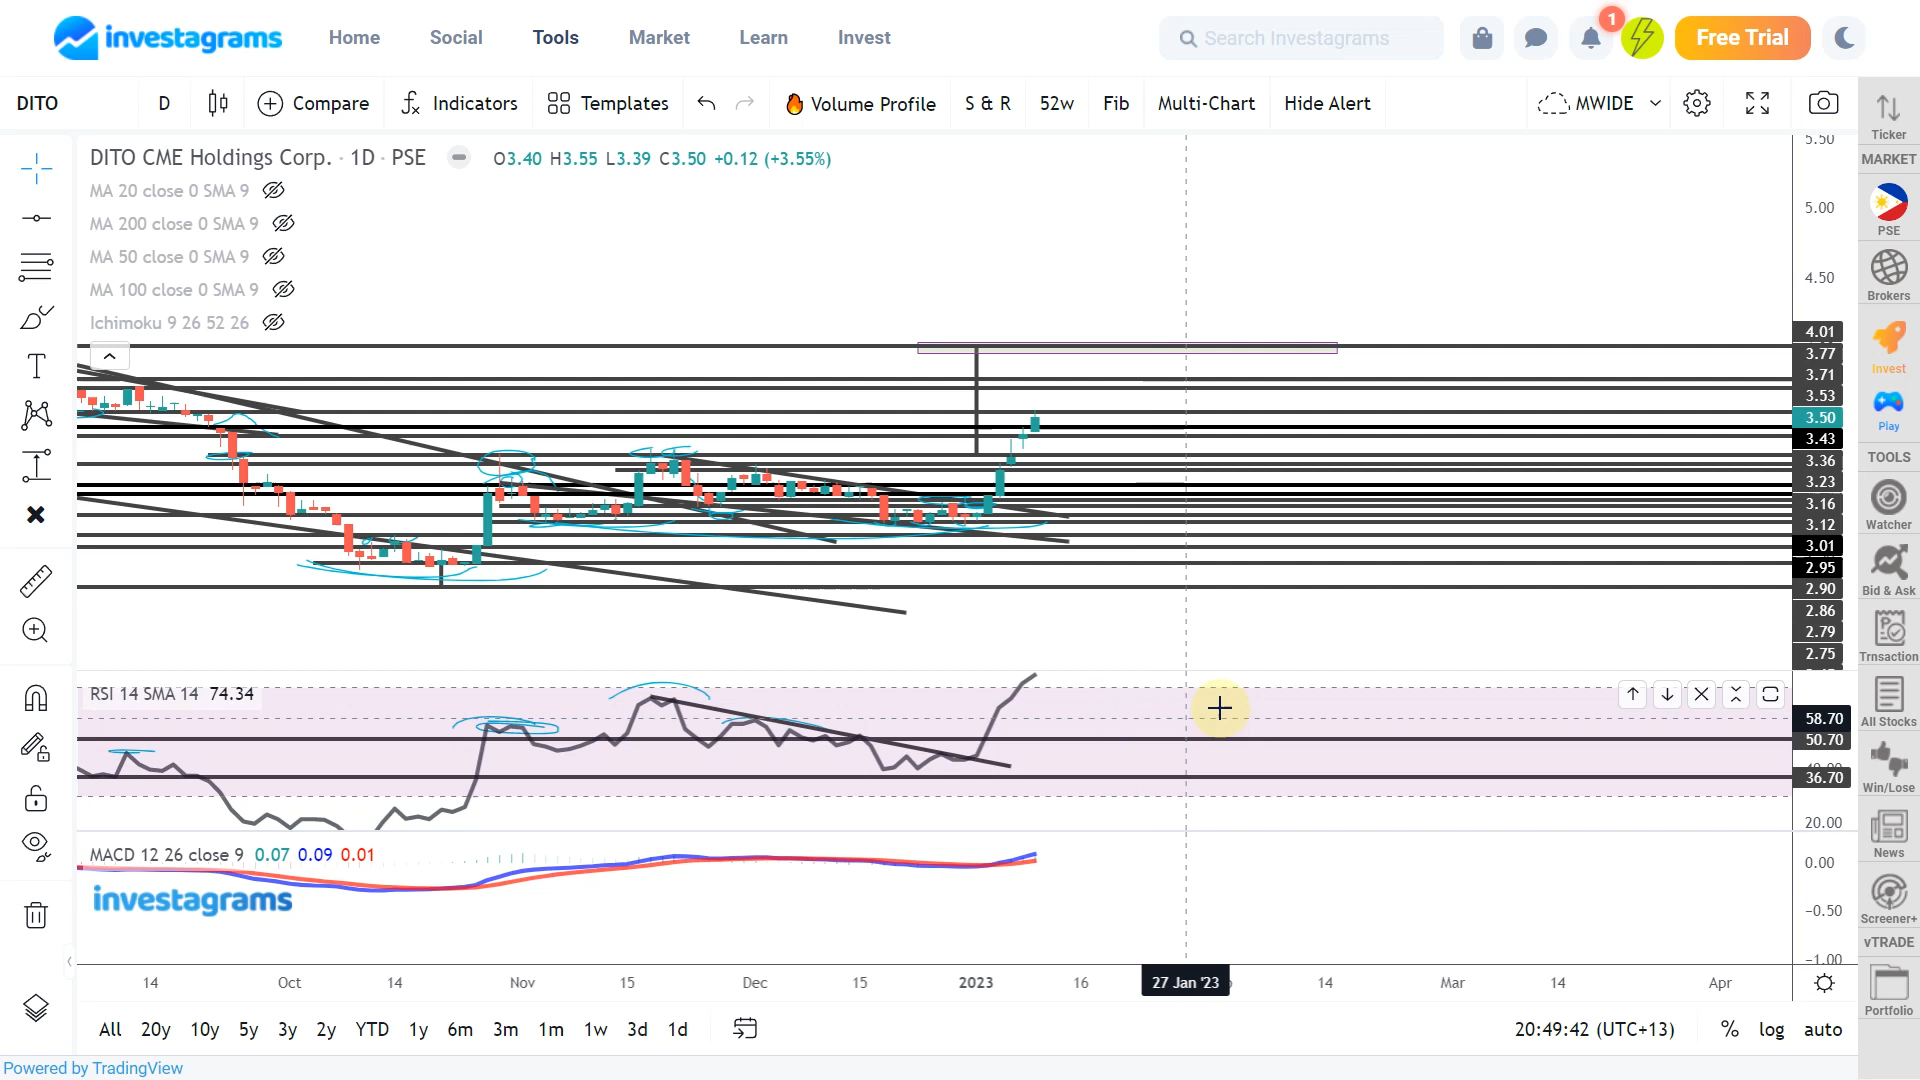 investagrams Home Social Tools Market Learn Invest Search Investagrams 1 Free Trial
DITO D Compare Indicators Templates Volume Profile S & R 52w Fib Multi-Chart Hide Alert MWIDE
DITO CME Holdings Corp. · 1D · PSE O3.40 H3.55 L3.39 C3.50 +0.12 (+3.55%)
MA 20 close 0 SMA 9
MA 200 close 0 SMA 9
MA 50 close 0 SMA 9
MA 100 close 0 SMA 9
Ichimoku 9 26 52 26
5.50
5.00
4.50
4.01
3.77
3.71
3.53
3.50
3.43
3.36
3.23
3.16
3.12
3.01
2.95
2.90
2.86
2.79
2.75
RSI 14 SMA 14 74.34
58.70
50.70
36.70
20.00
MACD 12 26 close 9 0.07 0.09 0.01
0.00
investagrams
−0.50
−1.00
14 Oct 14 Nov 15 Dec 15 2023 16 27 Jan '23 14 Mar 14 Apr
All 20y 10y 5y 3y 2y YTD 1y 6m 3m 1m 1w 3d 1d 20:49:42 (UTC+13) % log auto
Powered by TradingView
Ticker
MARKET
PSE
Brokers
Invest
Play
TOOLS
Watcher
Bid & Ask
Trnsaction
All Stocks
Win/Lose
News
Screener+
vTRADE
Portfolio